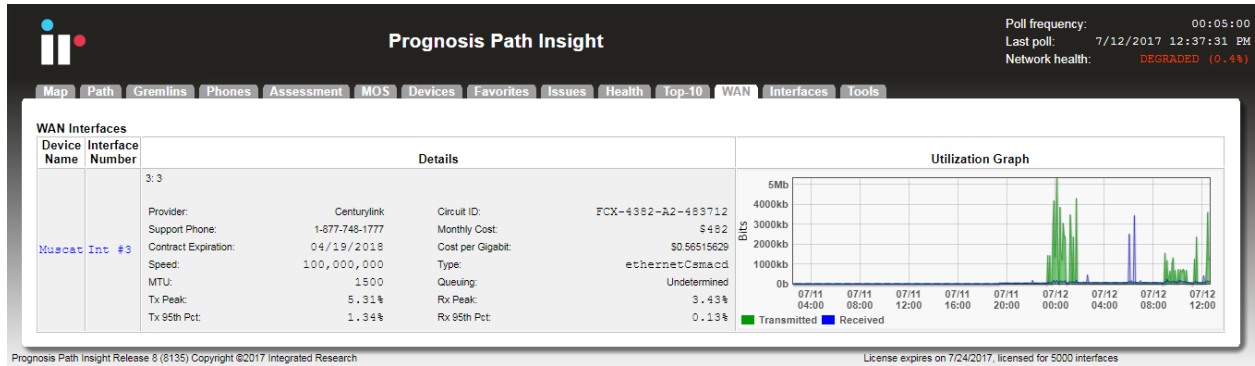 ir
Prognosis Path Insight
Poll frequency: 00:05:00
Last poll: 7/12/2017 12:37:31 PM
Network health: DEGRADED (0.4%)
Map Path Gremlins Phones Assessment MOS Devices Favorites Issues Health Top-10 WAN Interfaces Tools
WAN Interfaces
Device Name Interface Number Details Utilization Graph
Muscat Int #3
3: 3
Provider: Centurylink Circuit ID: FCX-4382-A2-483712
Support Phone: 1-877-748-1777 Monthly Cost: $482
Contract Expiration: 04/19/2018 Cost per Gigabit: $0.56515629
Speed: 100,000,000 Type: ethernetCsmacd
MTU: 1500 Queuing: Undetermined
Tx Peak: 5.31% Rx Peak: 3.43%
Tx 95th Pct: 1.34% Rx 95th Pct: 0.13%
Bits
5Mb
4000kb
3000kb
2000kb
1000kb
0b
07/11 07/11 07/11 07/11 07/11 07/12 07/12 07/12 07/12
04:00 08:00 12:00 16:00 20:00 00:00 04:00 08:00 12:00
Transmitted Received
Prognosis Path Insight Release 8 (8135) Copyright ©2017 Integrated Research
License expires on 7/24/2017, licensed for 5000 interfaces